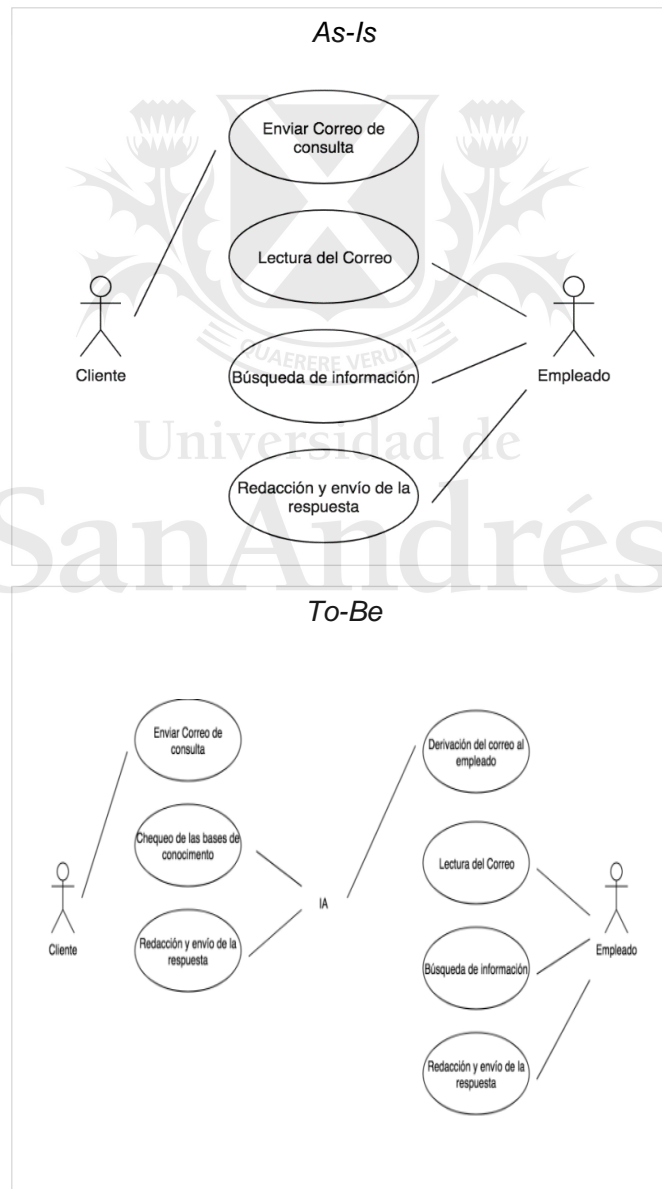 As-Is
Enviar Correo de
consulta
Lectura del Correo
Cliente
Búsqueda de información
Empleado
Redacción y envío de la
respuesta
QUAERERE VERUM
Universidad de
SanAndrés
To-Be
Enviar Correo de
consulta
Chequeo de las bases de
conocimento
Redacción y envío de la
respuesta
Cliente
IA
Derivación del correo al
empleado
Lectura del Correo
Búsqueda de información
Redacción y envío de la
respuesta
Empleado